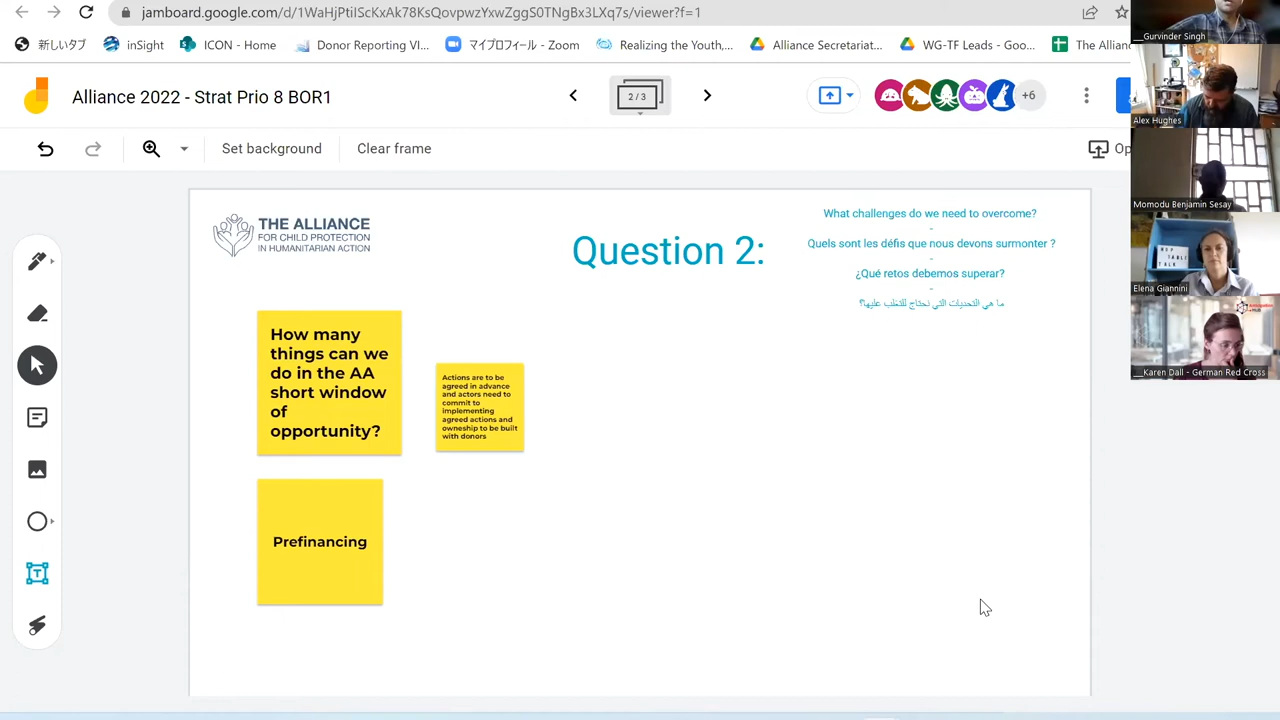 jamboard.google.com/d/1WaHjPtilScKxAk78KsQovpwzYxwZggS0TNgBx3LXq7s/viewer?f=1
新しいタブ inSight ICON - Home Donor Reporting VI... プロフィール - Zoom Realizing the Youth,... Alliance Secretariat... WG-TF Leads - Goo... The Allianc
Alliance 2022 - Strat Prio 8 BOR1
2 / 3
+6
Set background Clear frame
Op
THE ALLIANCE
FOR CHILD PROTECTION
IN HUMANITARIAN ACTION
Question 2:
What challenges do we need to overcome?
-
Quels sont les défis que nous devons surmonter ?
-
¿Qué retos debemos superar?
-
ما هي التحديات التي نحتاج للتغلب عليها؟
How many
things can we
do in the AA
short window
of
opportunity?
Actions are to be
agreed in advance
and actors need to
commit to
implementing
agreed actions and
owneship to be built
with donors
Prefinancing
T
__Gurvinder Singh
Alex Hughes
Momodu Benjamin Sesay
TABLE
TALK
Elena Giannini
__Karen Dall - German Red Cross